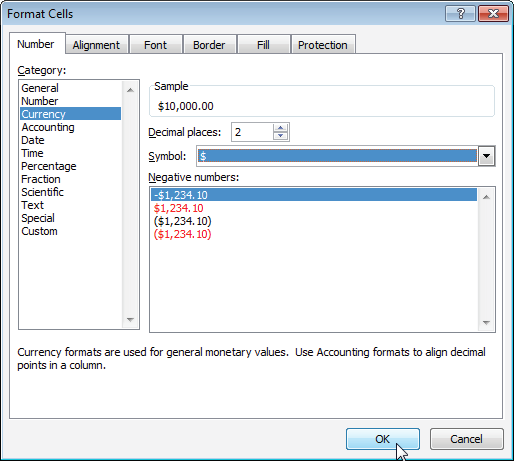 Format Cells
Number Alignment Font Border Fill Protection
Category:
General
Number
Currency
Accounting
Date
Time
Percentage
Fraction
Scientific
Text
Special
Custom
Sample
$10,000.00
Decimal places: 2
Symbol: $
Negative numbers:
-$1,234.10
$1,234.10
($1,234.10)
($1,234.10)
Currency formats are used for general monetary values.  Use Accounting formats to align decimal
points in a column.
OK Cancel